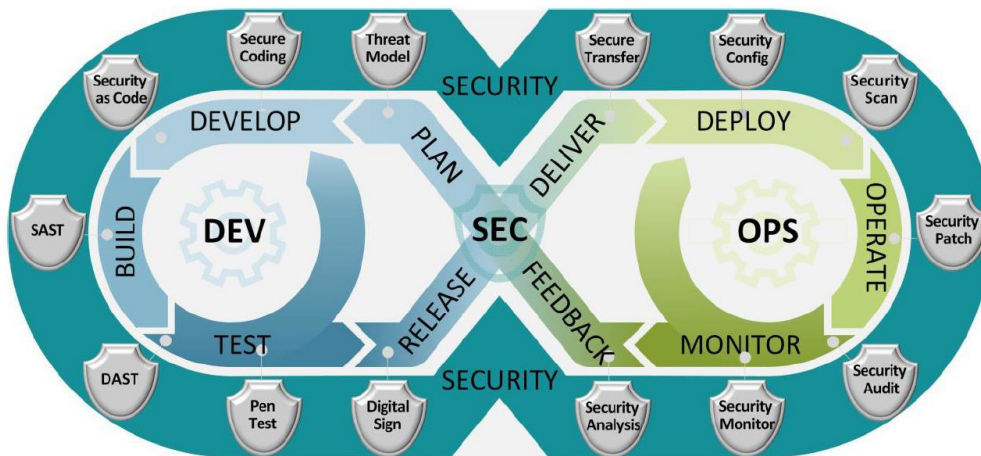 Secure
Coding
Threat
Model
Secure
Transfer
Security
Config
Security
as Code
SECURITY
Security
Scan
DEVELOP
PLAN
DELIVER
DEPLOY
SAST
BUILD
DEV
SEC
OPS
OPERATE
Security
Patch
TEST
RELEASE
FEEDBACK
MONITOR
DAST
SECURITY
Security
Audit
Pen
Test
Digital
Sign
Security
Analysis
Security
Monitor